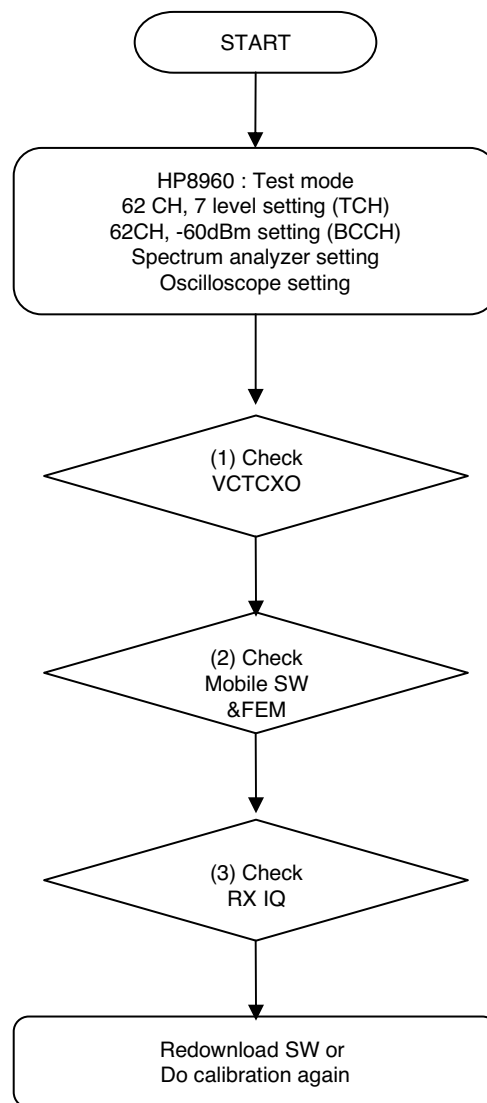 START
HP8960 : Test mode
62 CH, 7 level setting (TCH)
62CH, -60dBm setting (BCCH)
Spectrum analyzer setting
Oscilloscope setting
(1) Check
VCTCXO
(2) Check
Mobile SW
&FEM
(3) Check
RX IQ
Redownload SW or
Do calibration again